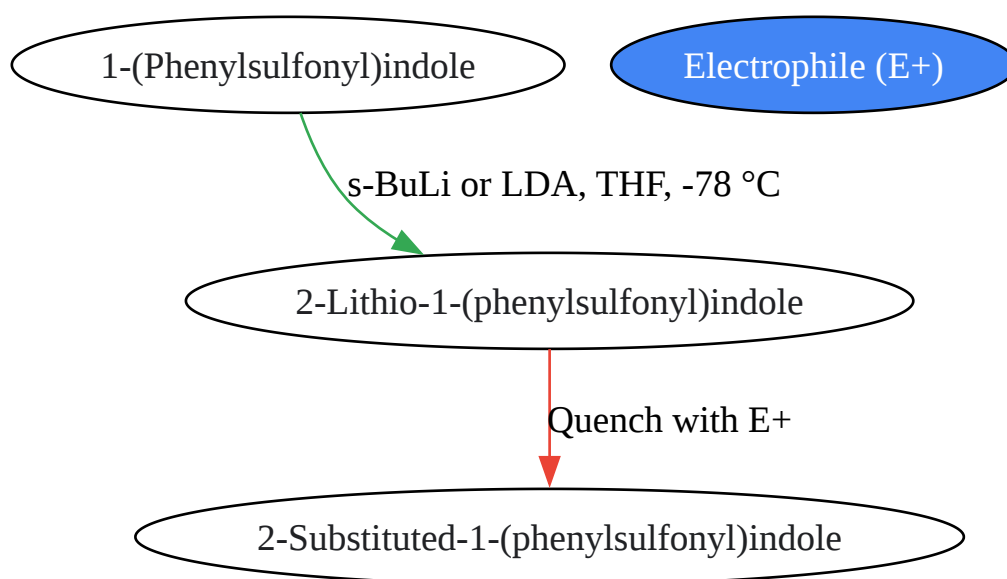 1-(Phenylsulfonyl)indole
Electrophile (E+)
s-BuLi or LDA, THF, -78 °C
2-Lithio-1-(phenylsulfonyl)indole
Quench with E+
2-Substituted-1-(phenylsulfonyl)indole